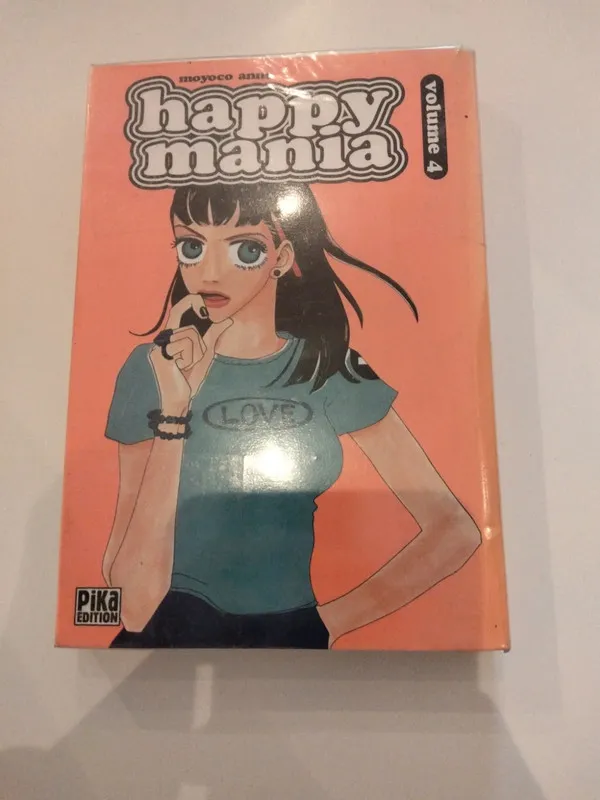 moyoco anno
happy
mania
volume 4
LOVE
PiKa
EDITION